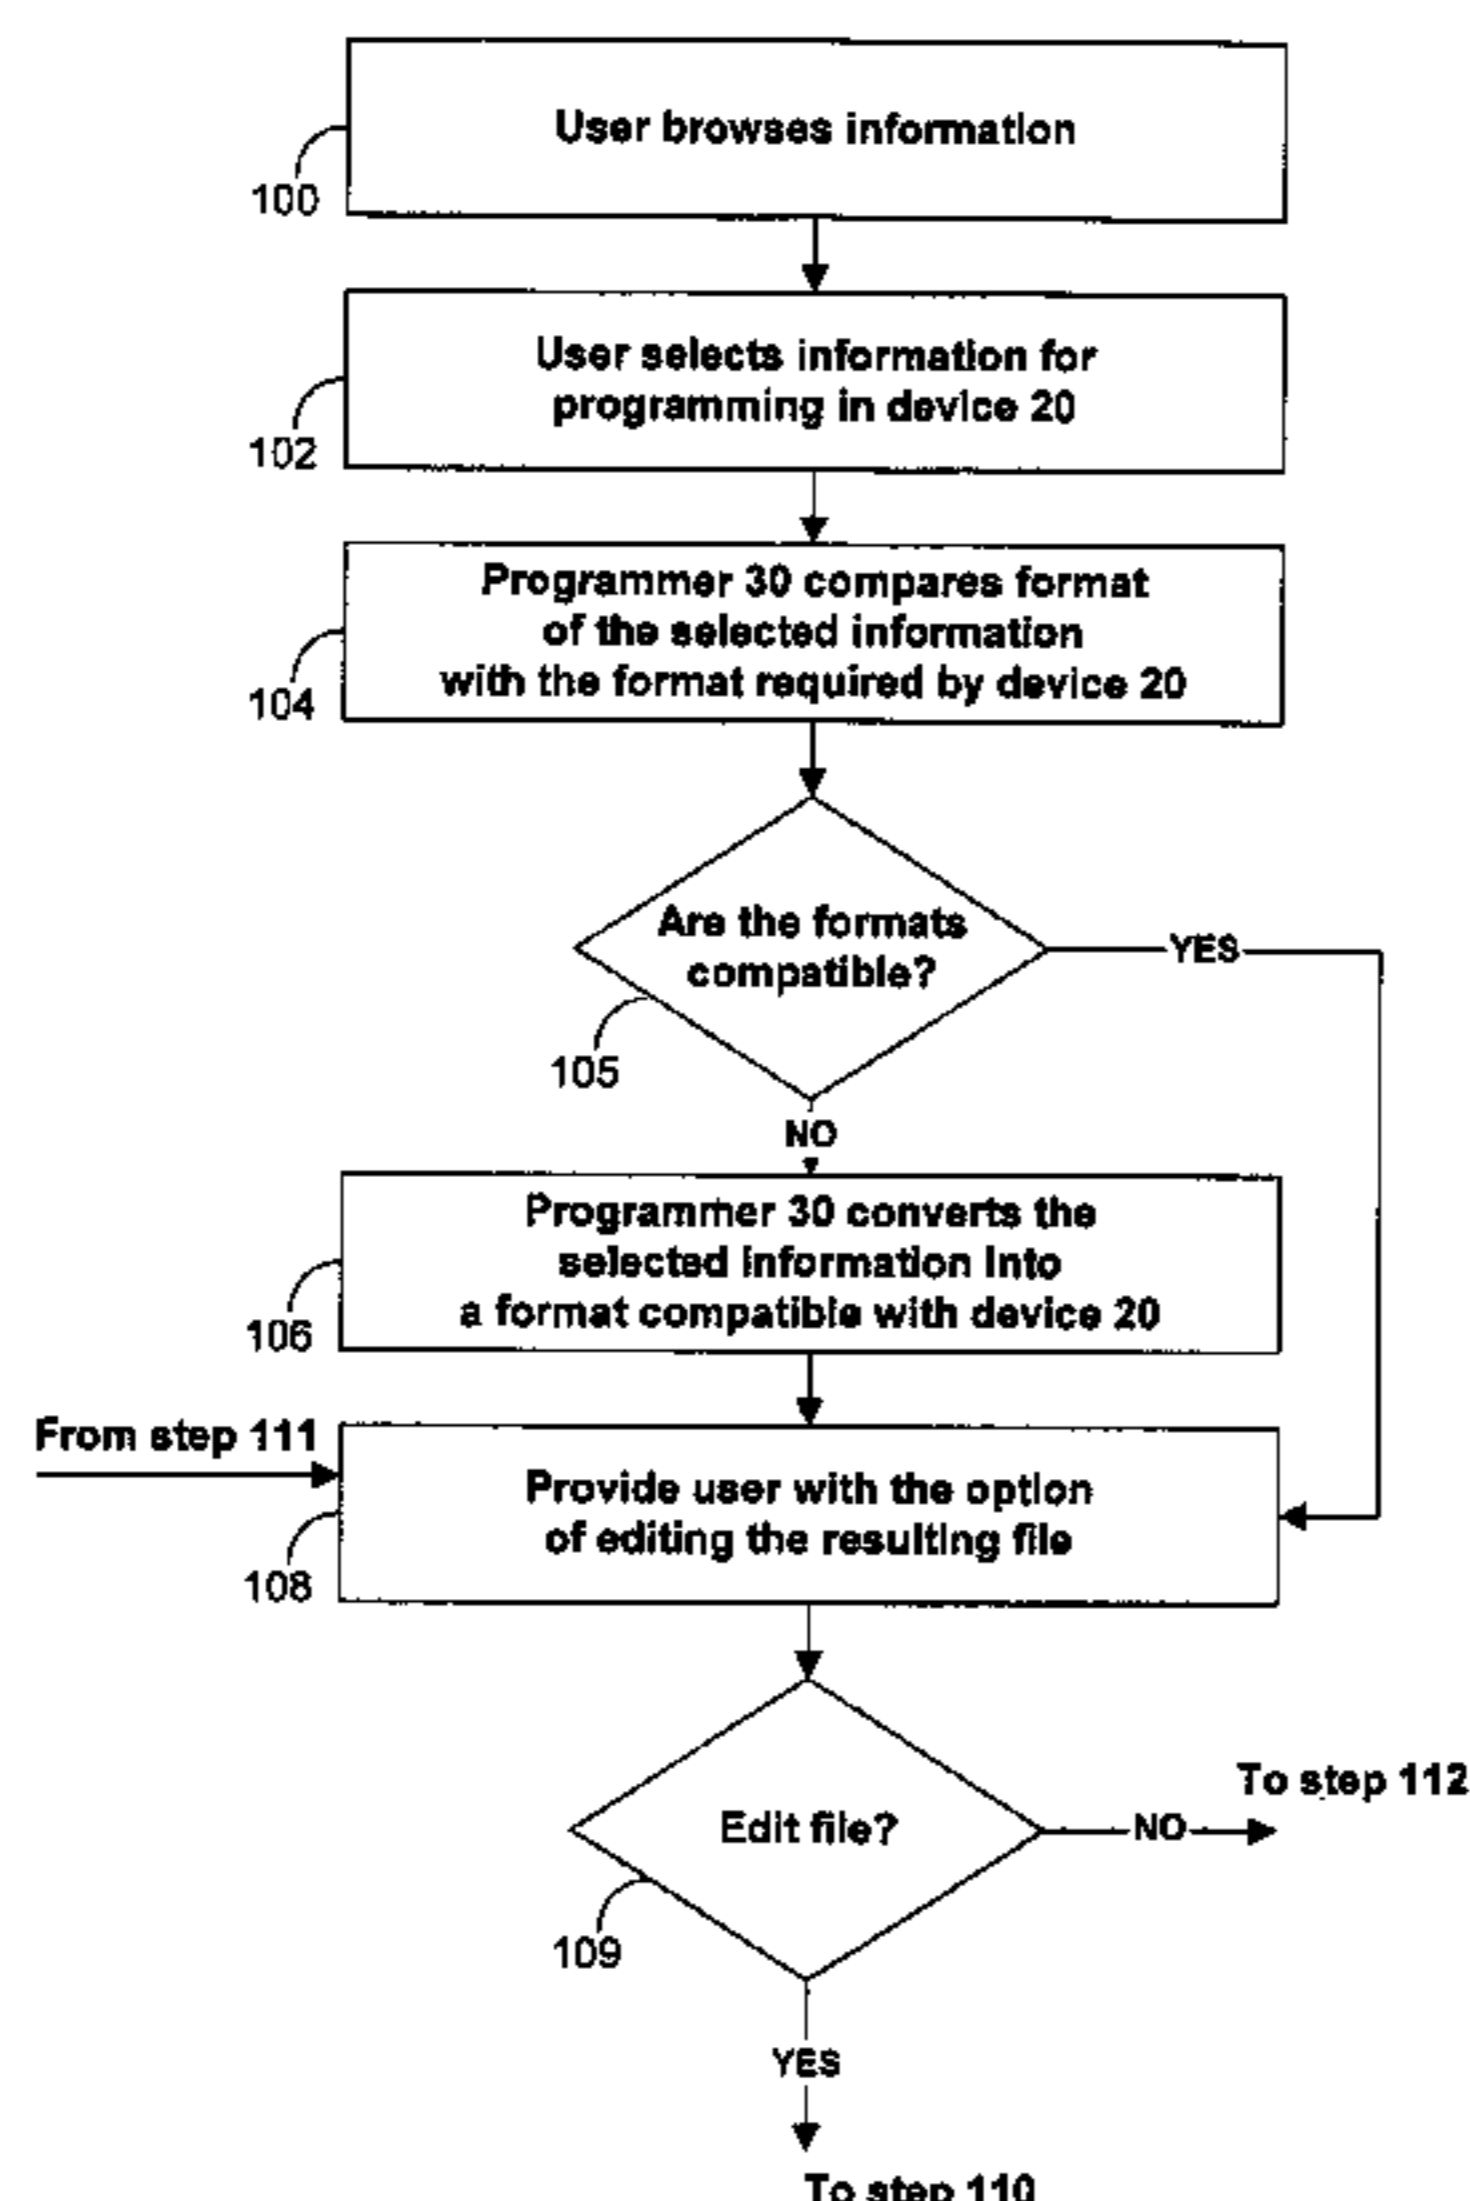 User browses information
100
User selects information for
programming in device 20
102
Programmer 30 compares format
of the selected information
with the format required by device 20
104
Are the formats
compatible?
YES
105
NO
Programmer 30 converts the
selected information into
a format compatible with device 20
106
From step 111
Provide user with the option
of editing the resulting file
108
To step 112
Edit file?
NO
109
YES
To step 110